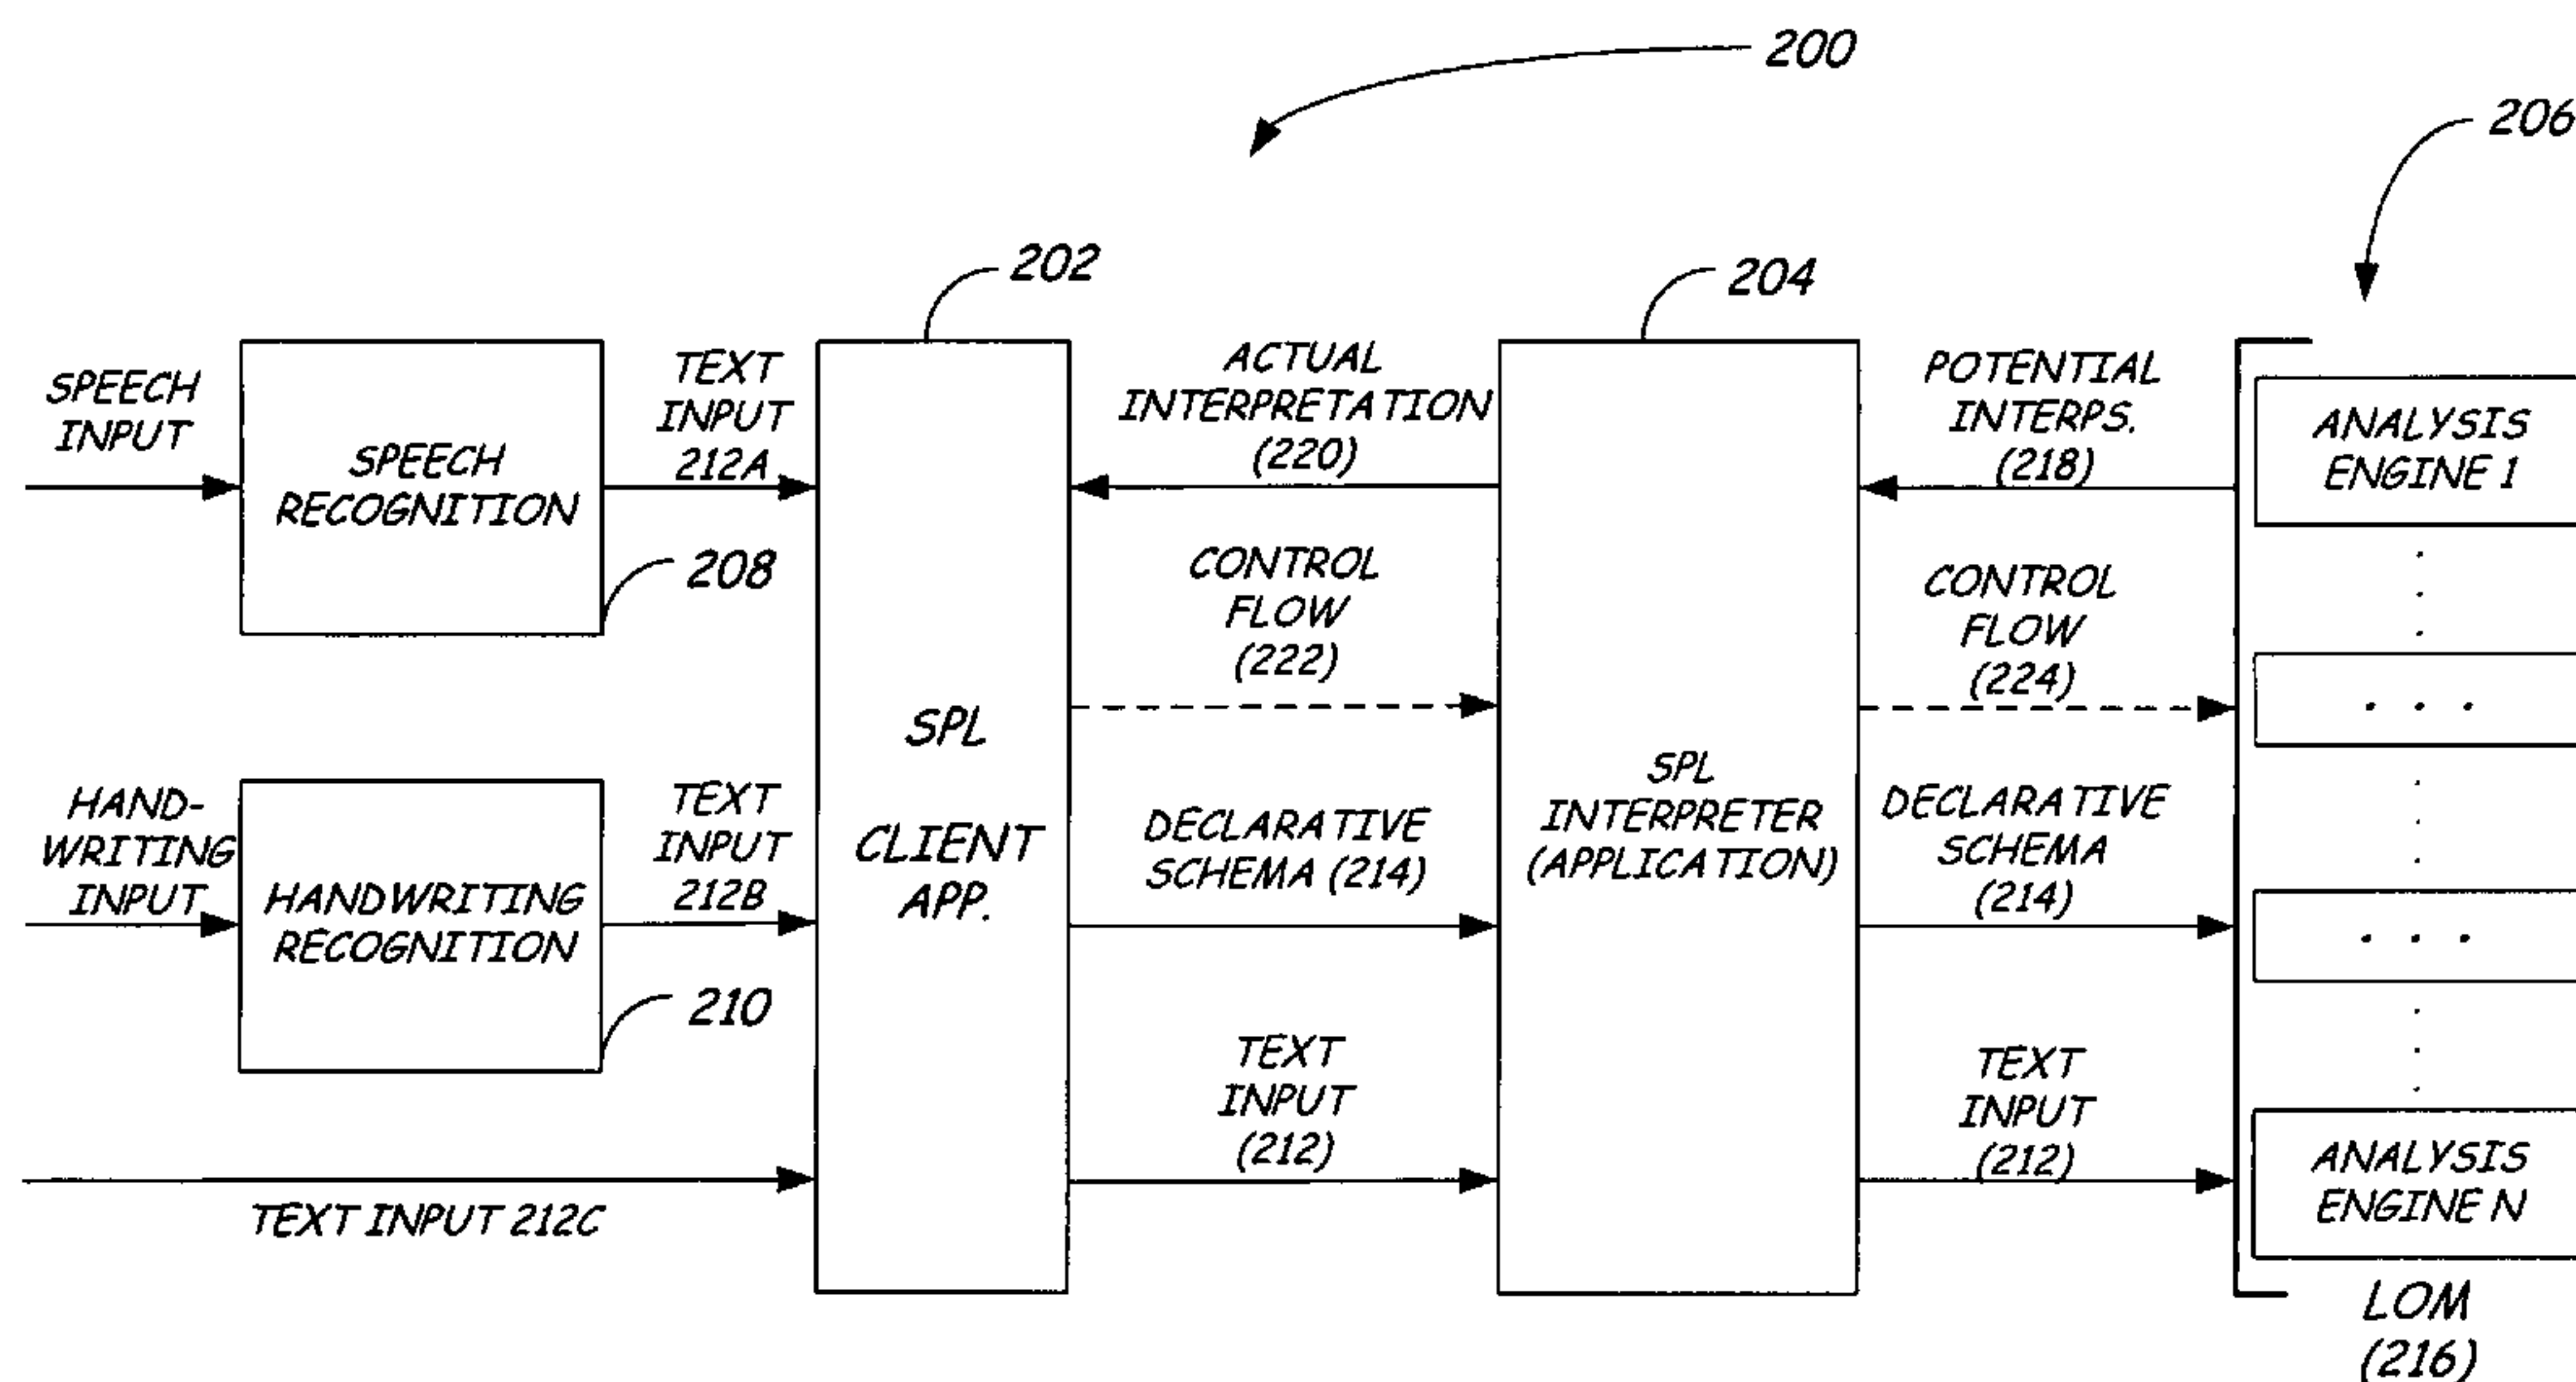 200
206
202
204
SPEECH
INPUT
SPEECH
RECOGNITION
208
TEXT
INPUT
212A
HAND-
WRITING
INPUT
HANDWRITING
RECOGNITION
210
TEXT
INPUT
212B
TEXT INPUT 212C
SPL
CLIENT
APP.
ACTUAL
INTERPRETATION
(220)
CONTROL
FLOW
(222)
DECLARATIVE
SCHEMA (214)
TEXT
INPUT
(212)
SPL
INTERPRETER
(APPLICATION)
POTENTIAL
INTERPS.
(218)
CONTROL
FLOW
(224)
DECLARATIVE
SCHEMA
(214)
TEXT
INPUT
(212)
ANALYSIS
ENGINE 1
. . .
. . .
ANALYSIS
ENGINE N
LOM
(216)